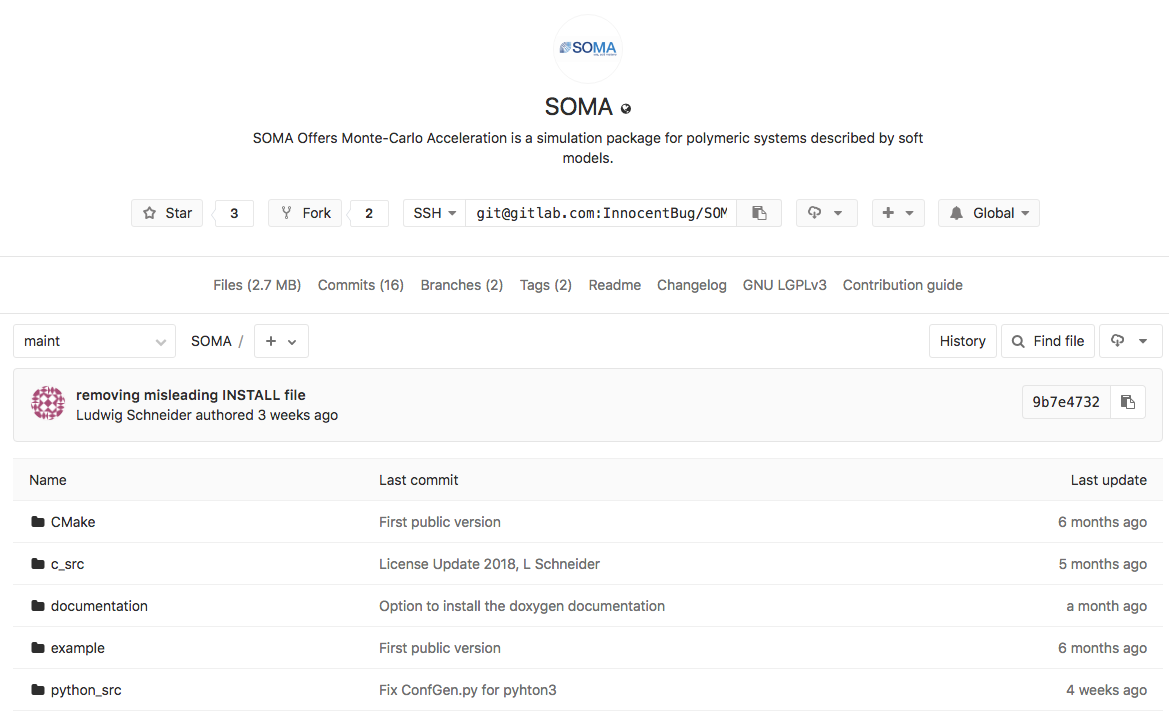 SOMA
SOMA
SOMA Offers Monte-Carlo Acceleration is a simulation package for polymeric systems described by soft
models.
Star 3 Fork 2 SSH git@gitlab.com:InnocentBug/SOM Global
Files (2.7 MB) Commits (16) Branches (2) Tags (2) Readme Changelog GNU LGPLv3 Contribution guide
maint SOMA / + History Find file
removing misleading INSTALL file
Ludwig Schneider authored 3 weeks ago
9b7e4732
Name Last commit Last update
CMake First public version 6 months ago
c_src License Update 2018, L Schneider 5 months ago
documentation Option to install the doxygen documentation a month ago
example First public version 6 months ago
python_src Fix ConfGen.py for pyhton3 4 weeks ago